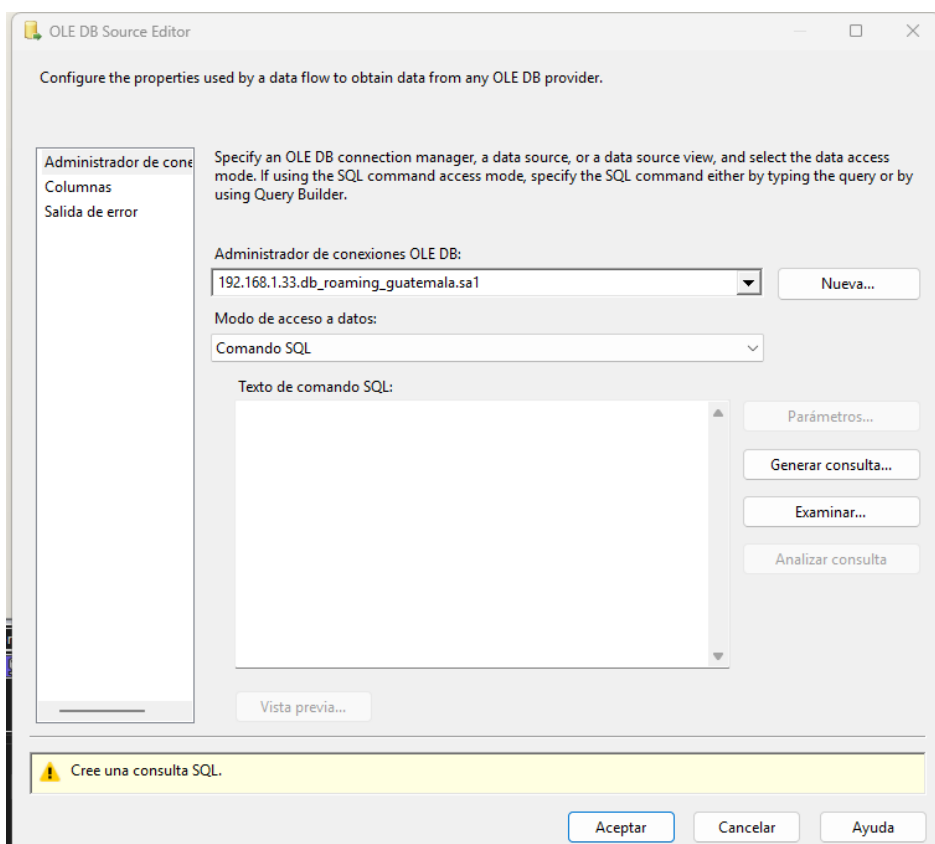 OLE DB Source Editor
Configure the properties used by a data flow to obtain data from any OLE DB provider.
Administrador de cone
Columnas
Salida de error
Specify an OLE DB connection manager, a data source, or a data source view, and select the data access
mode. If using the SQL command access mode, specify the SQL command either by typing the query or by
using Query Builder.
Administrador de conexiones OLE DB:
192.168.1.33.db_roaming_guatemala.sa1
Nueva...
Modo de acceso a datos:
Comando SQL
Texto de comando SQL:
Parámetros...
Generar consulta...
Examinar...
Analizar consulta
Vista previa...
Cree una consulta SQL.
Aceptar
Cancelar
Ayuda